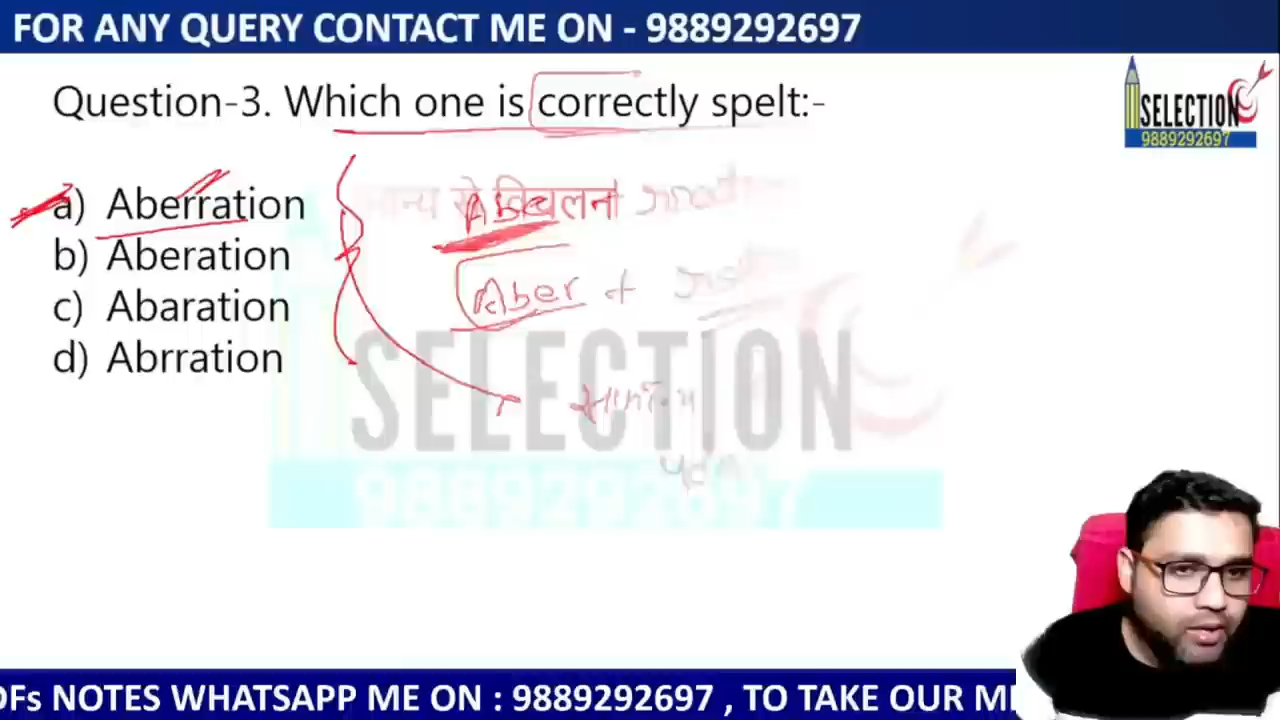 FOR ANY QUERY CONTACT ME ON - 9889292697
SELECTION
9889292697
Question-3. Which one is correctly spelt:-
a) Aberration
b) Aberation
c) Abaration
d) Abrration
से विचलन
Aber +
SELECTION
9889292697
DFs NOTES WHATSAPP ME ON : 9889292697 , TO TAKE OUR M